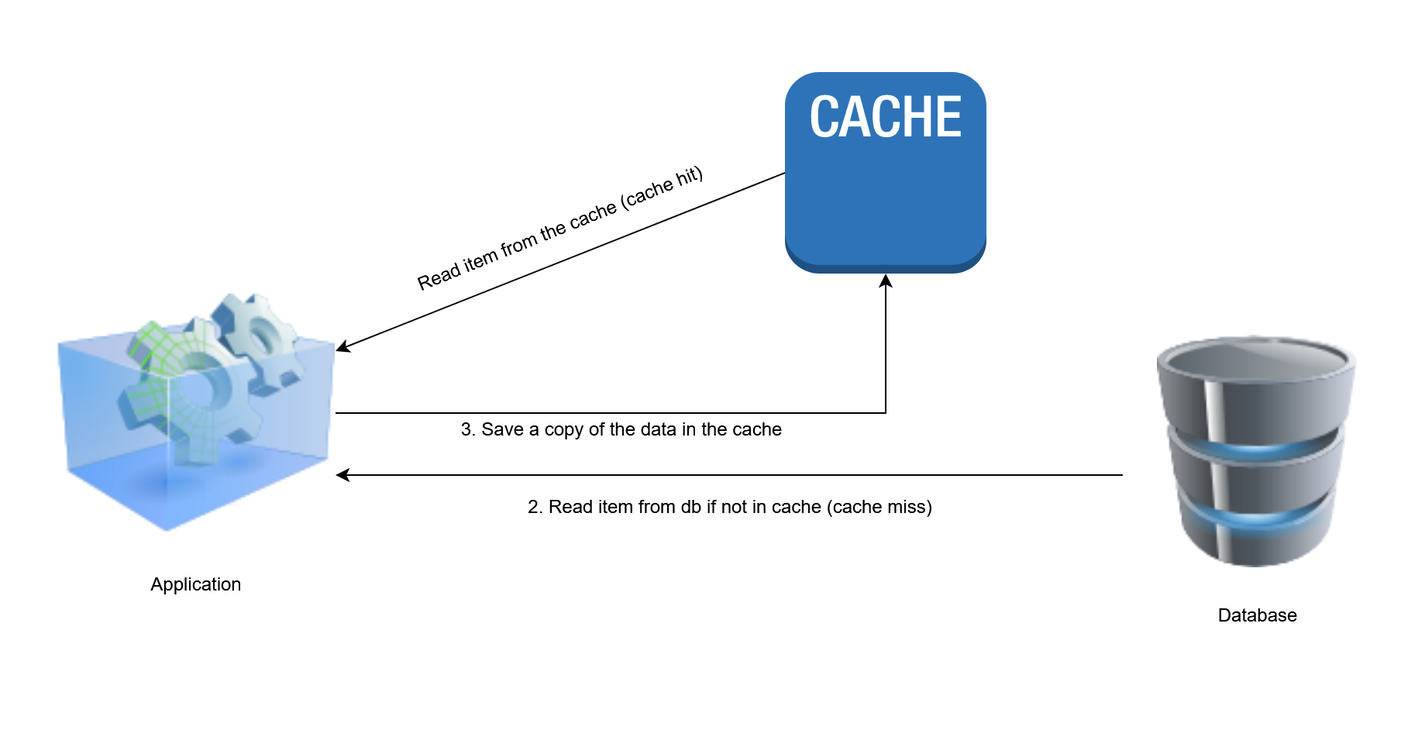 CACHE
Read item from the cache (cache hit)
3. Save a copy of the data in the cache
2. Read item from db if not in cache (cache miss)
Application
Database